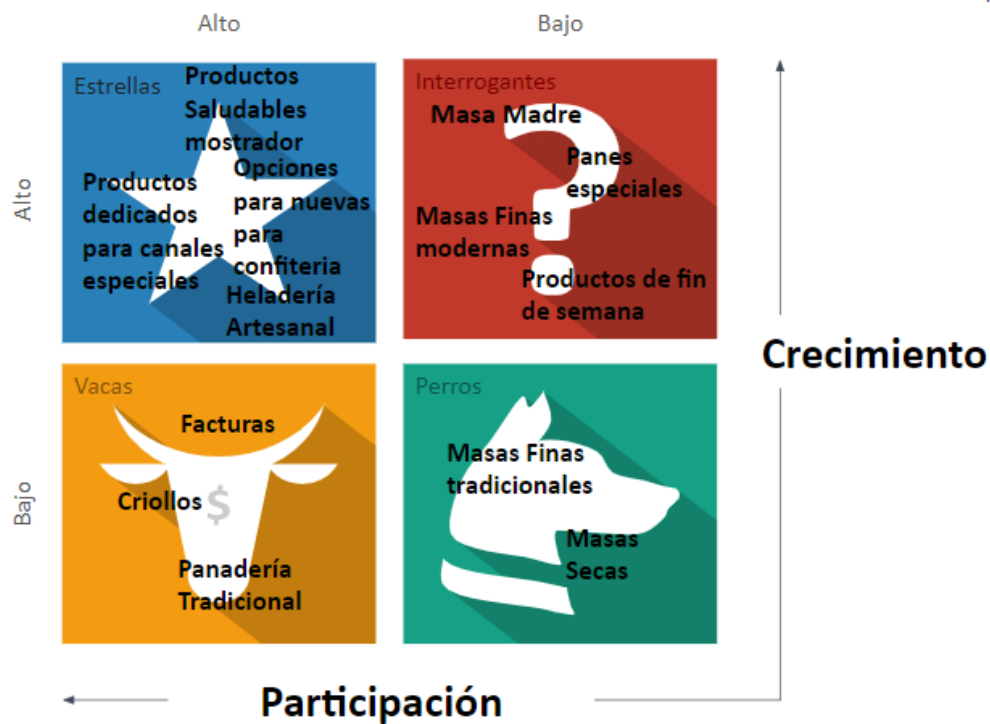 Alto
Bajo
Estrellas
Productos
Saludables
mostrador
Opciones
para nuevas
para
confiteria
Productos
dedicados
para canales
especiales
Heladería
Artesanal
Interrogantes
Masa Madre
Panes
especiales
Masas Finas
modernas
Productos de fin
de semana
Alto
Crecimiento
Vacas
Facturas
Criollos
$
Panadería
Tradicional
Perros
Masas Finas
tradicionales
Masas
Secas
Bajo
Participación